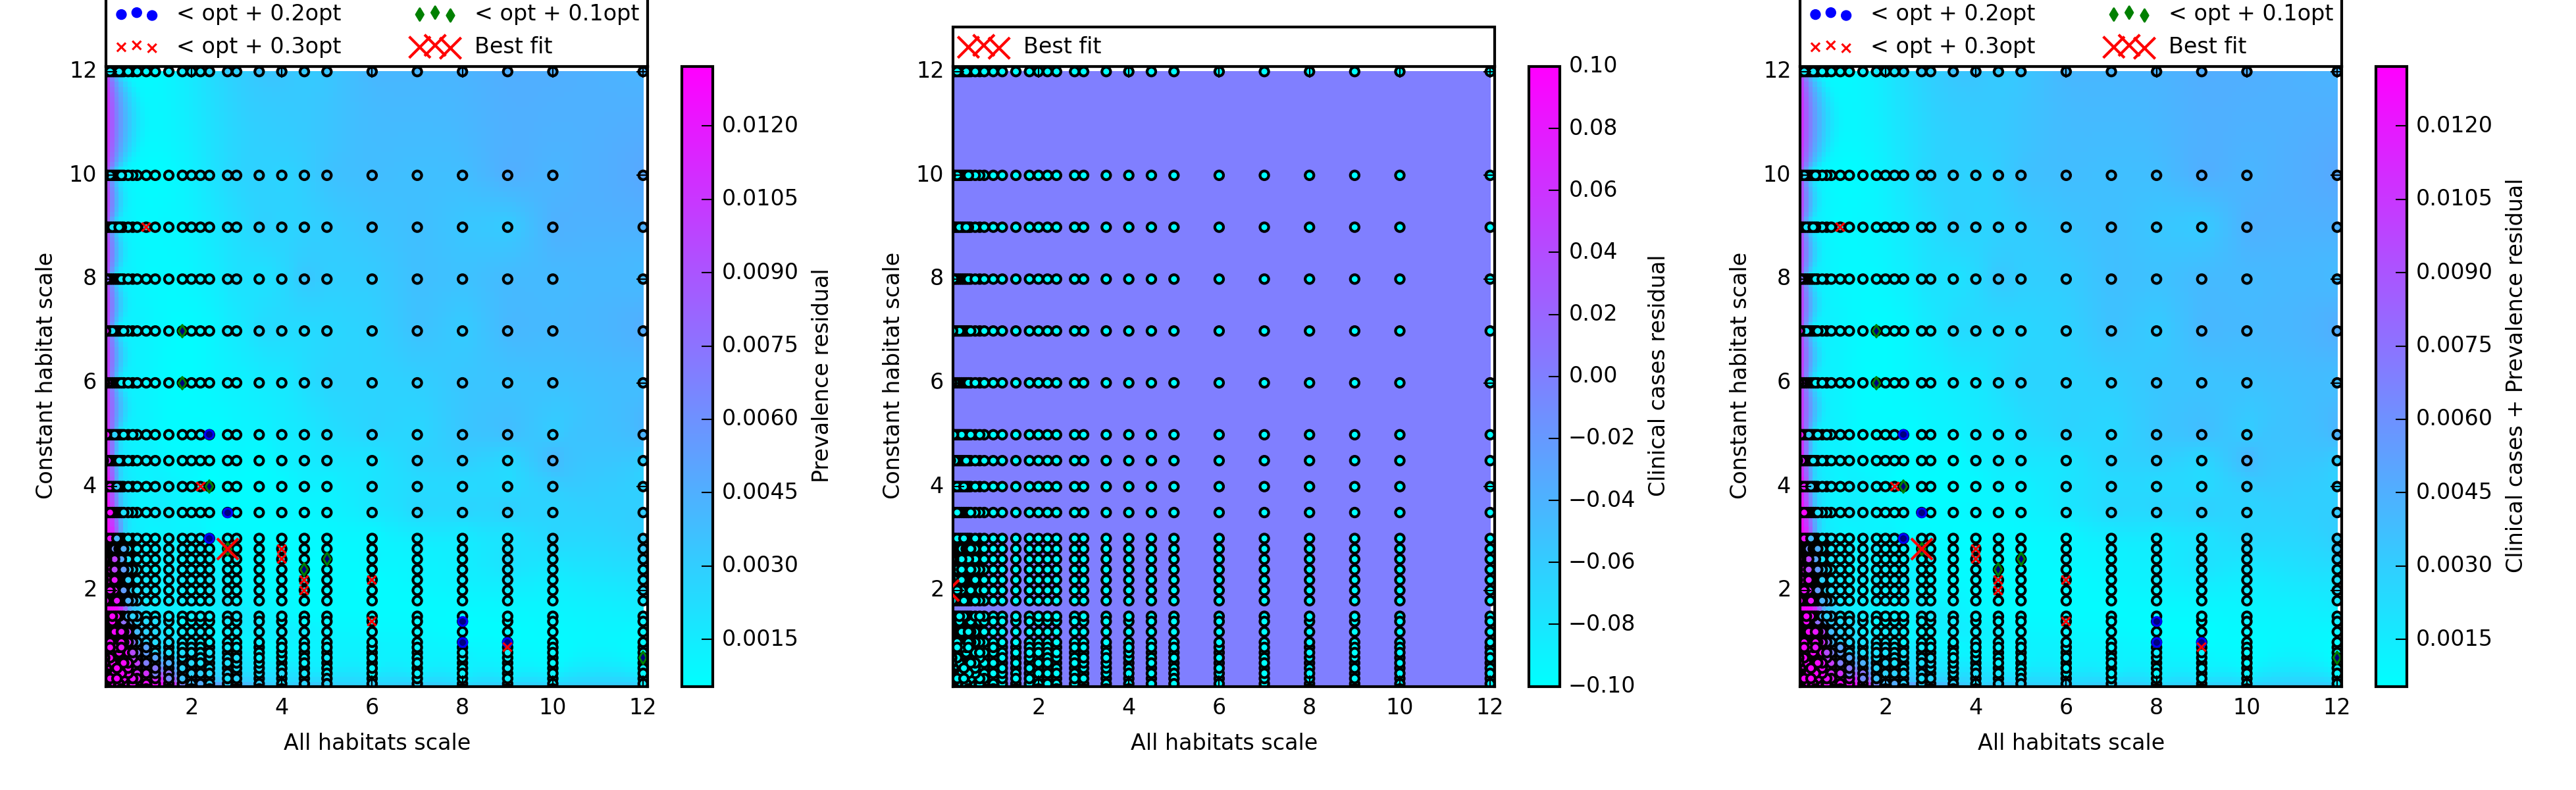 < opt + 0.2opt
< opt + 0.1opt
< opt + 0.3opt
Best fit
12
10
8
6
4
2
Constant habitat scale
2 4 6 8 10 12
All habitats scale
0.0120
0.0105
0.0090
0.0075
0.0060
0.0045
0.0030
0.0015
Prevalence residual
Best fit
12
10
8
6
4
2
Constant habitat scale
2 4 6 8 10 12
All habitats scale
0.10
0.08
0.06
0.04
0.02
0.00
−0.02
−0.04
−0.06
−0.08
−0.10
Clinical cases residual
< opt + 0.2opt
< opt + 0.1opt
< opt + 0.3opt
Best fit
12
10
8
6
4
2
Constant habitat scale
2 4 6 8 10 12
All habitats scale
0.0120
0.0105
0.0090
0.0075
0.0060
0.0045
0.0030
0.0015
Clinical cases + Prevalence residual